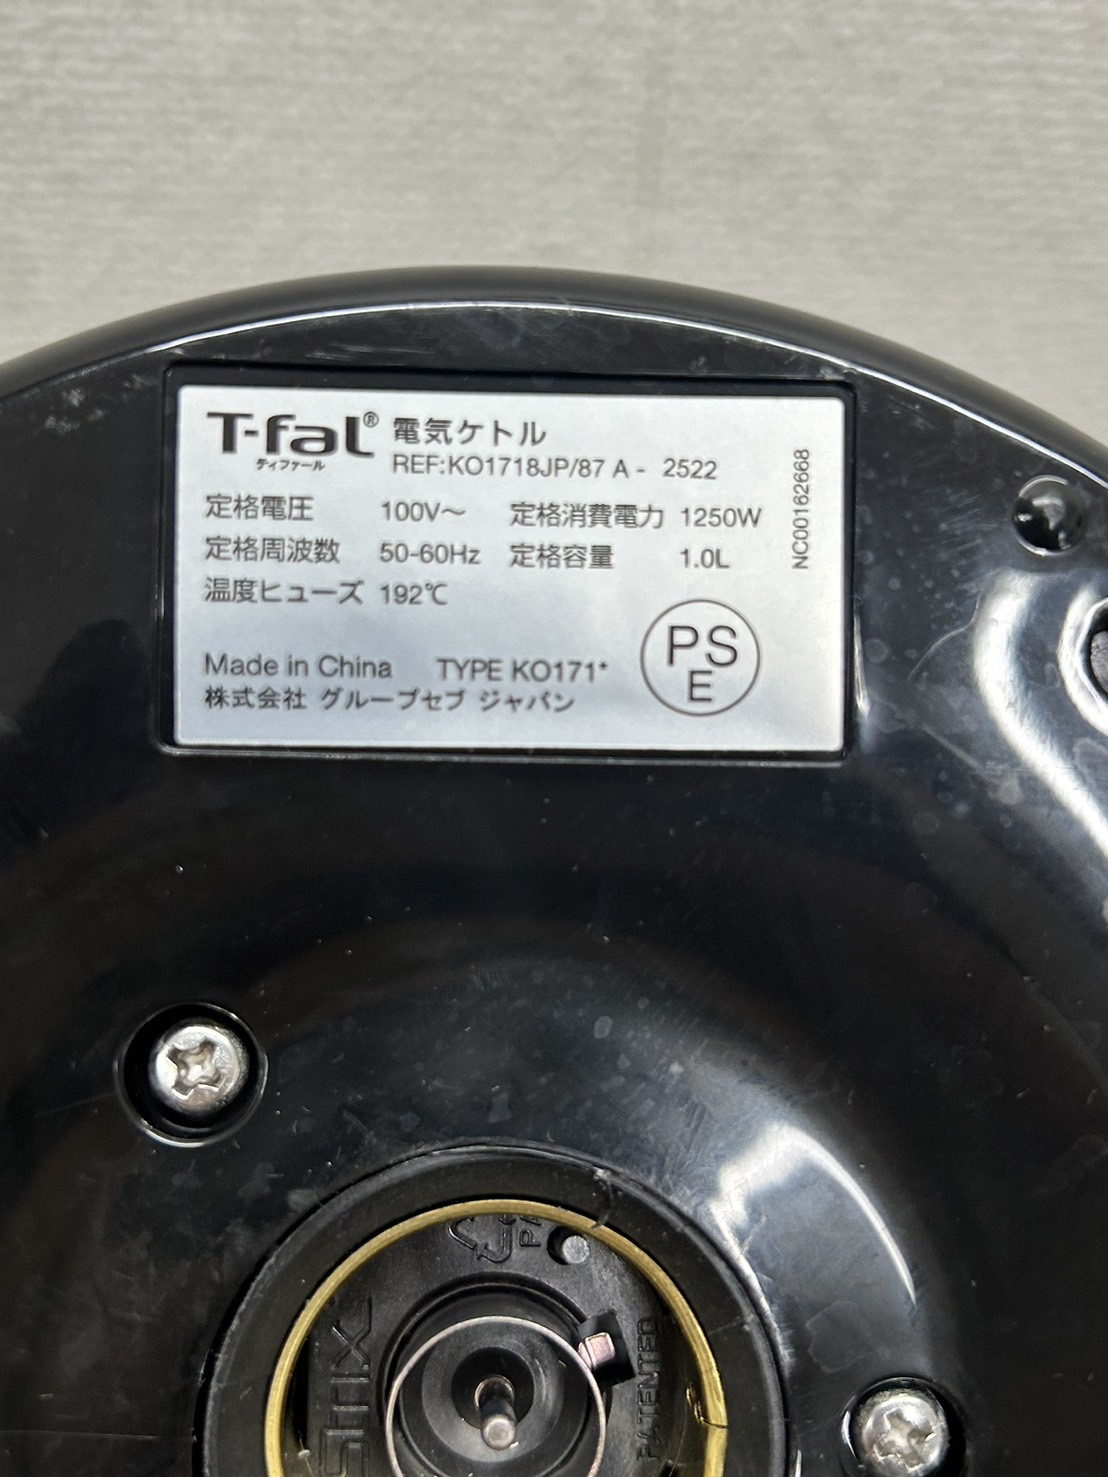 T-fal® 電気ケトル
ティファール
REF:KO1718JP/87 A - 2522
定格電圧 100V～ 定格消費電力 1250W
定格周波数 50-60Hz 定格容量 1.0L
温度ヒューズ 192℃
Made in China TYPE KO171*
株式会社 グループセブ ジャパン
PS
E
NC00162668
Strix
PATENTED